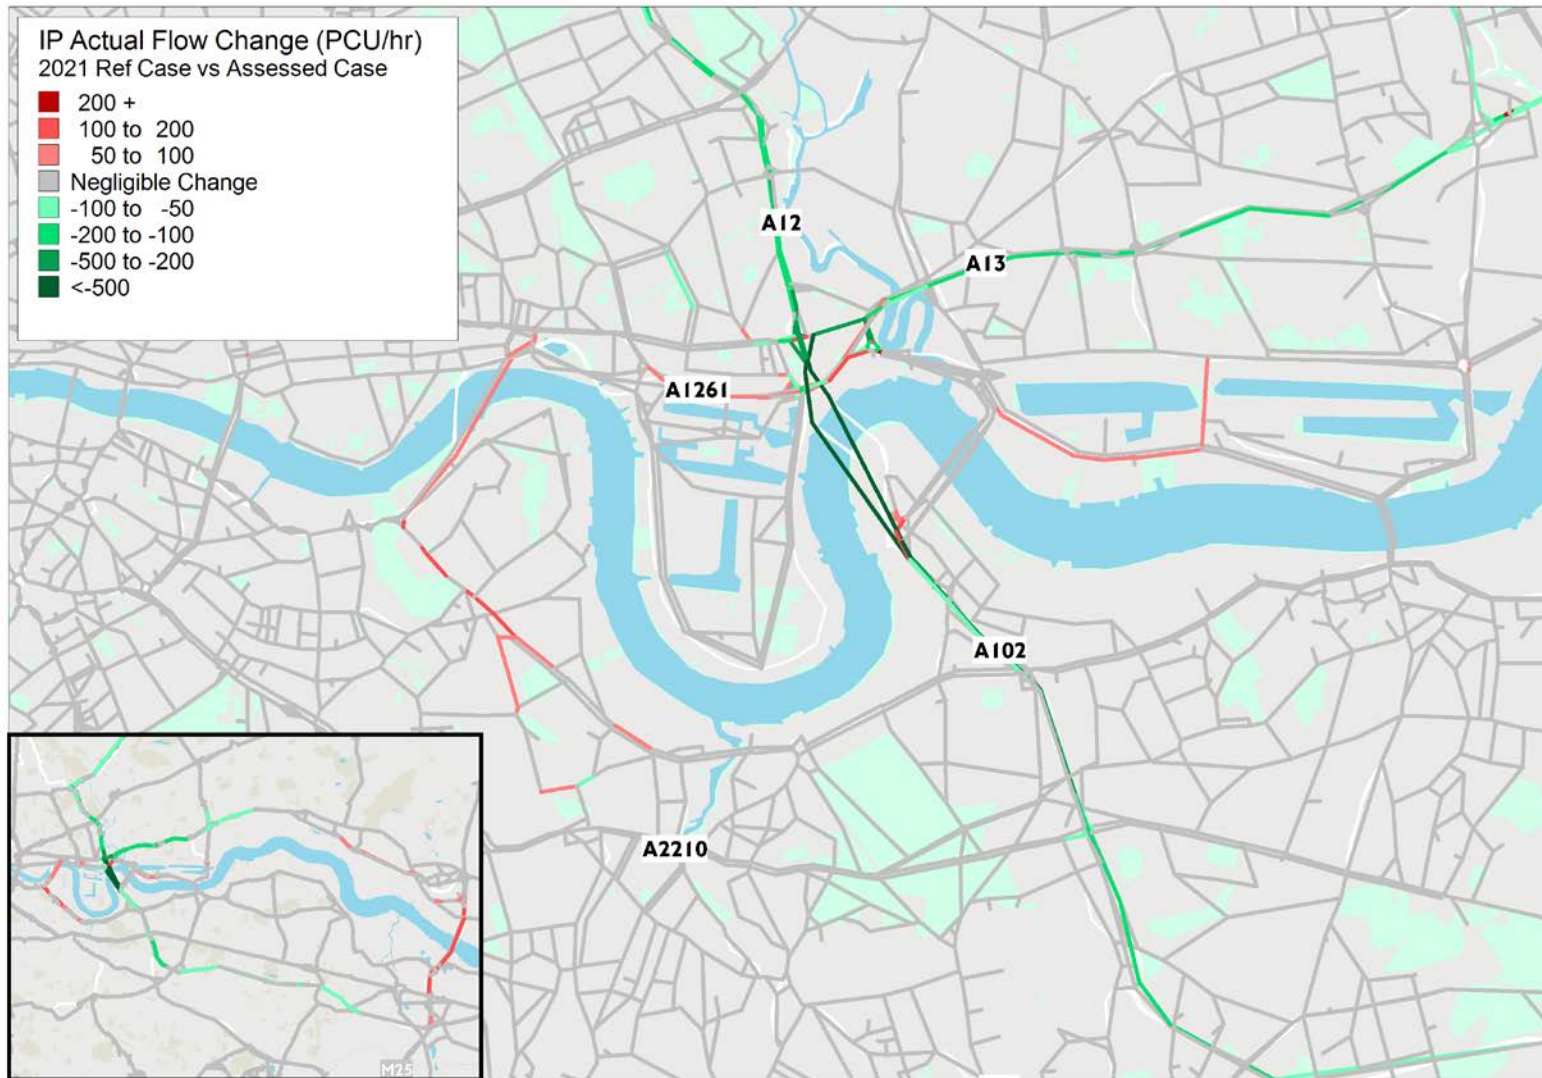 IP Actual Flow Change (PCU/hr)
2021 Ref Case vs Assessed Case
200 +
100 to 200
50 to 100
Negligible Change
-100 to -50
-200 to -100
-500 to -200
<-500
A12
A13
A1261
A102
A2210
M25